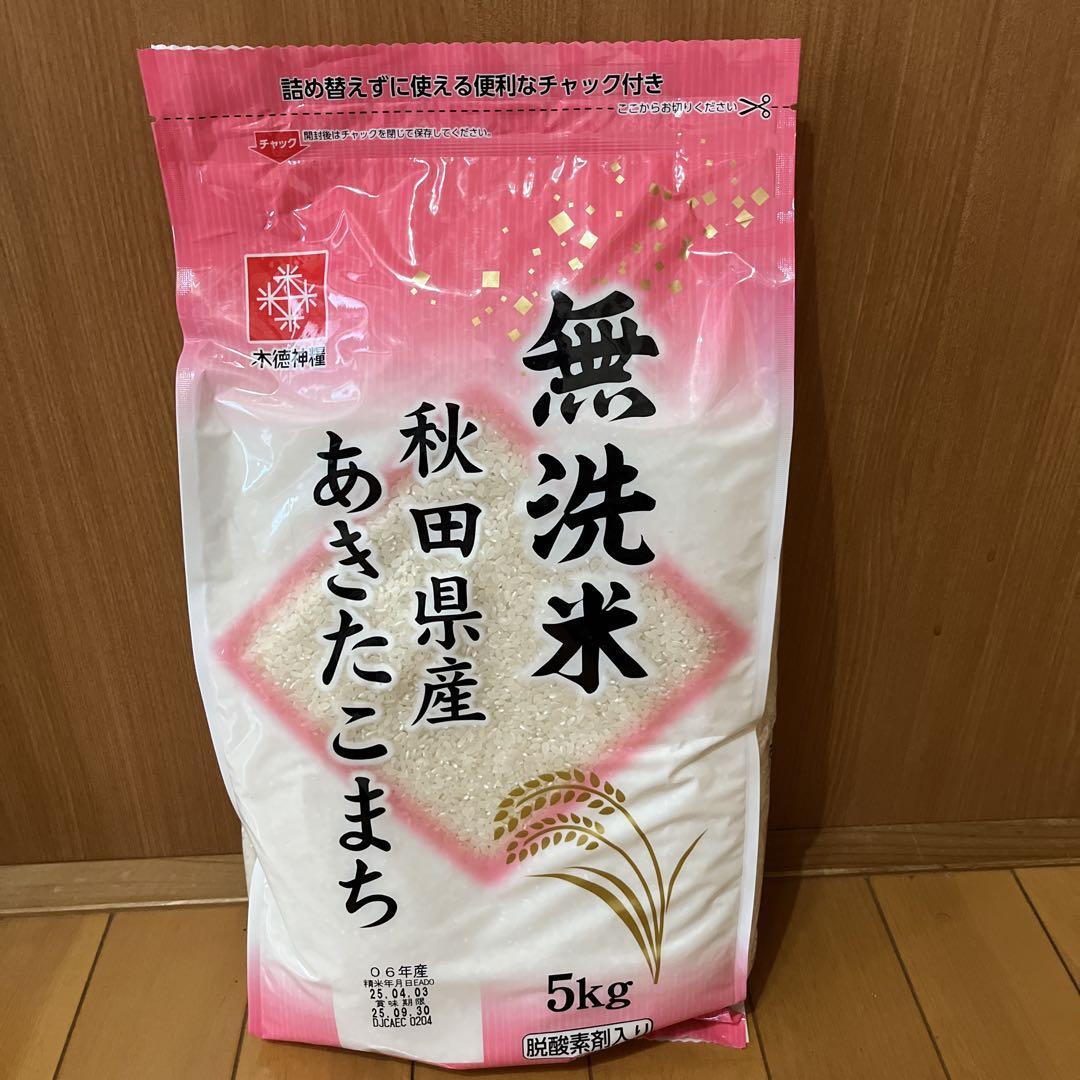 詰め替えずに使える便利なチャック付き
ここからお切りください
チャック
開封後はチャックを閉じて保存してください。
木徳神糧
無洗米
秋田県産
あきたこまち
06年産
精米年月日EADO
25.04.03
賞味期限
25.09.30
DJCAEC 0204
5kg
脱酸素剤入り